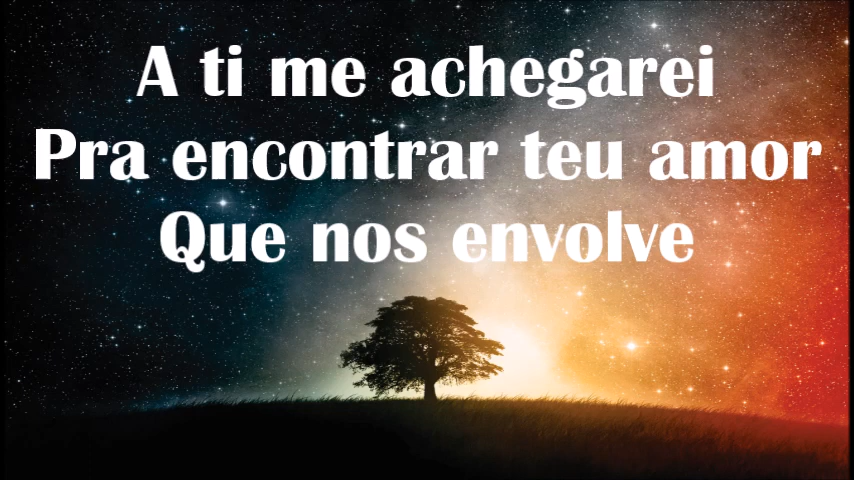 A ti me achegarei
Pra encontrar teu amor
Que nos envolve